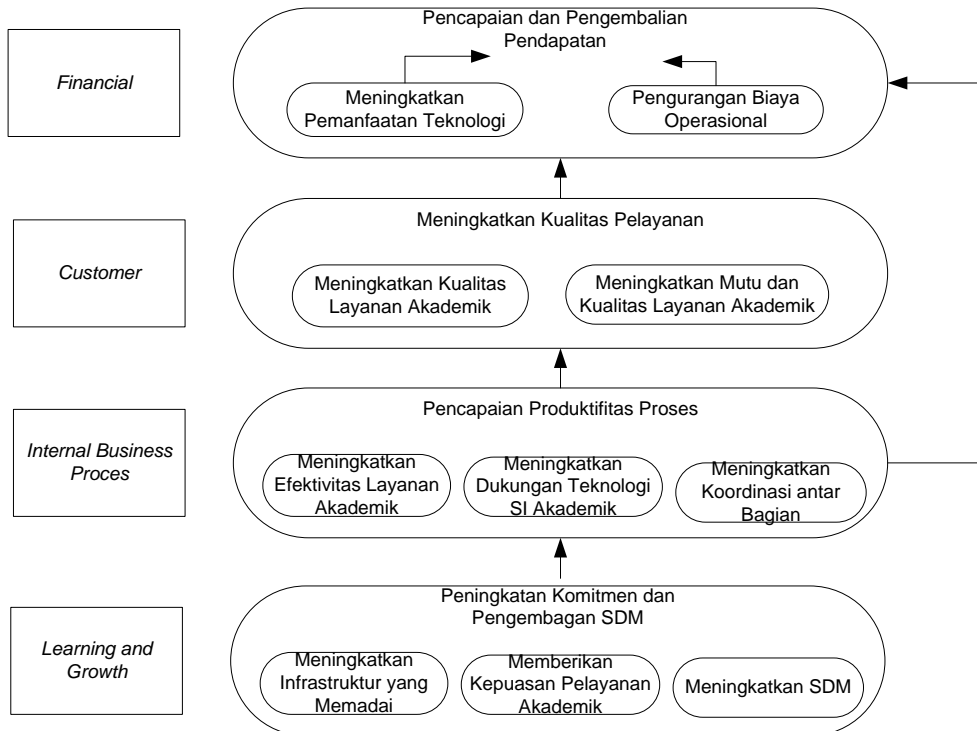 Financial
Pencapaian dan Pengembalian
Pendapatan
Meningkatkan
Pemanfaatan Teknologi
Pengurangan Biaya
Operasional
Customer
Meningkatkan Kualitas Pelayanan
Meningkatkan Kualitas
Layanan Akademik
Meningkatkan Mutu dan
Kualitas Layanan Akademik
Internal Business
Proces
Pencapaian Produktifitas Proses
Meningkatkan
Efektivitas Layanan
Akademik
Meningkatkan
Dukungan Teknologi
SI Akademik
Meningkatkan
Koordinasi antar
Bagian
Learning and
Growth
Peningkatan Komitmen dan
Pengembagan SDM
Meningkatkan
Infrastruktur yang
Memadai
Memberikan
Kepuasan Pelayanan
Akademik
Meningkatkan SDM